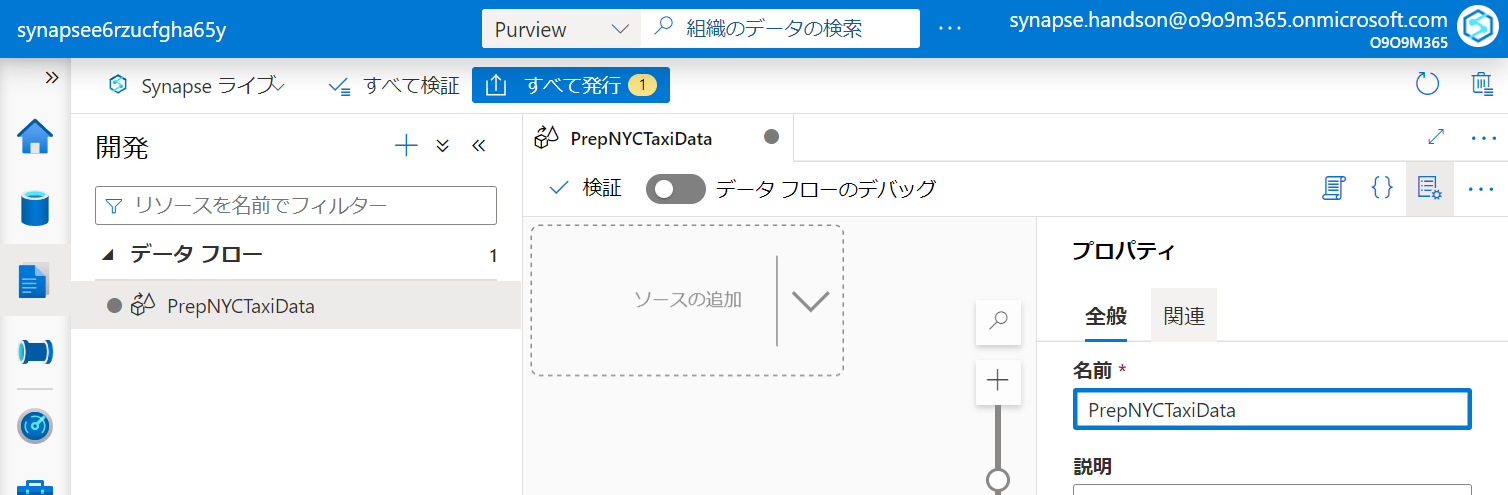 synapsee6rzucfgha65y
Purview
組織のデータの検索
synapse.handson@o9o9m365.onmicrosoft.com
O9O9M365
Synapse ライブ
すべて検証
すべて発行 1
開発
PrepNYCTaxiData
検証
データ フローのデバッグ
リソースを名前でフィルター
データ フロー 1
PrepNYCTaxiData
ソースの追加
プロパティ
全般 関連
名前 *
PrepNYCTaxiData
説明